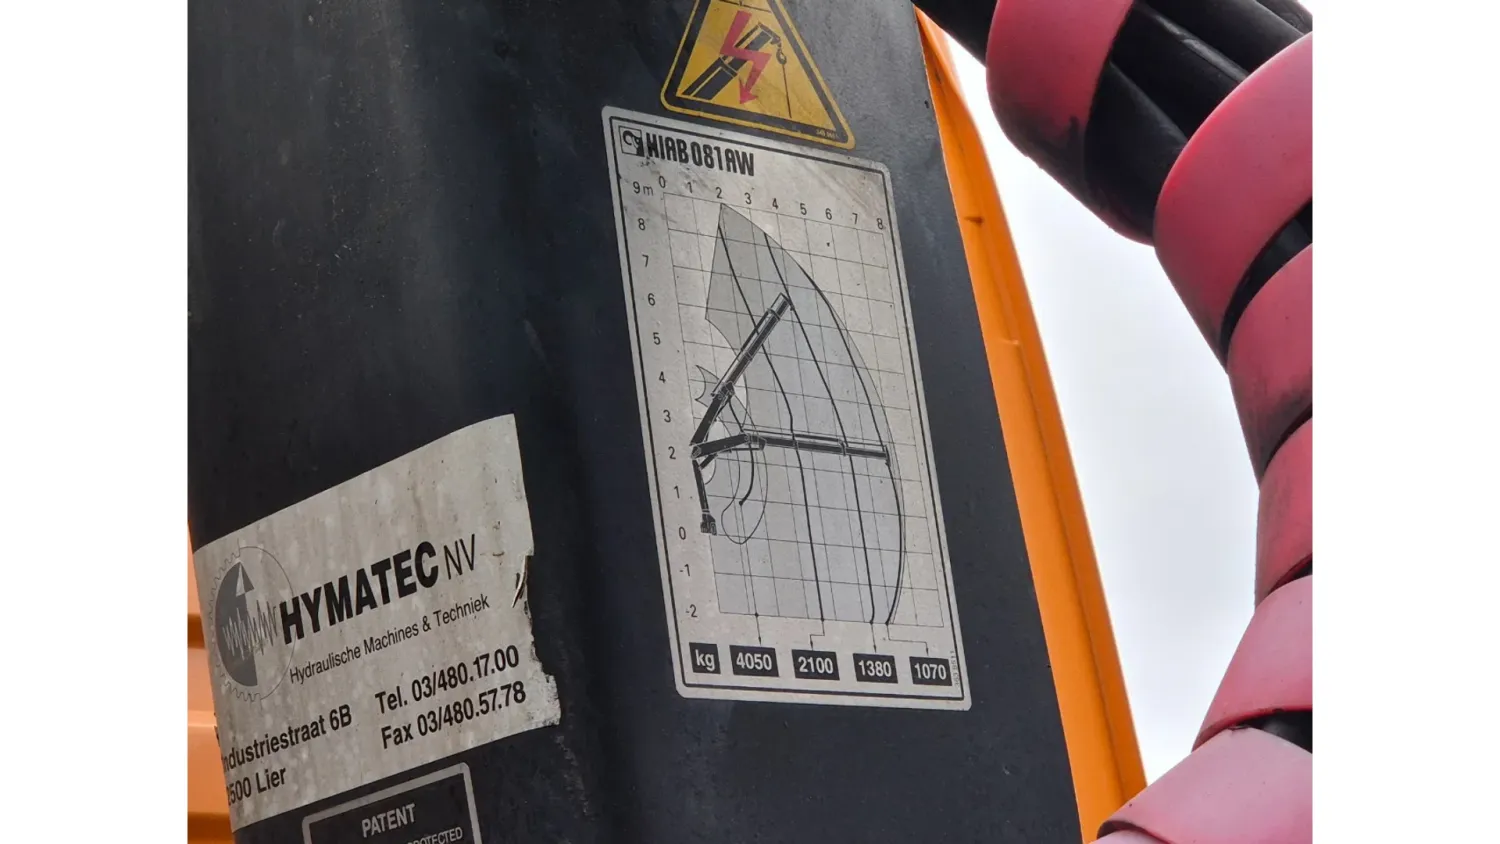 HIAB 081AW
9m 0 1 2 3 4 5 6 7 8
8
7
6
5
4
3
2
1
0
-1
-2
kg 4050 2100 1380 1070
HYMATEC NV
Hydraulische Machines & Techniek
Industriestraat 6B Tel. 03/480.17.00
2500 Lier Fax 03/480.57.78
PATENT
PROTECTED